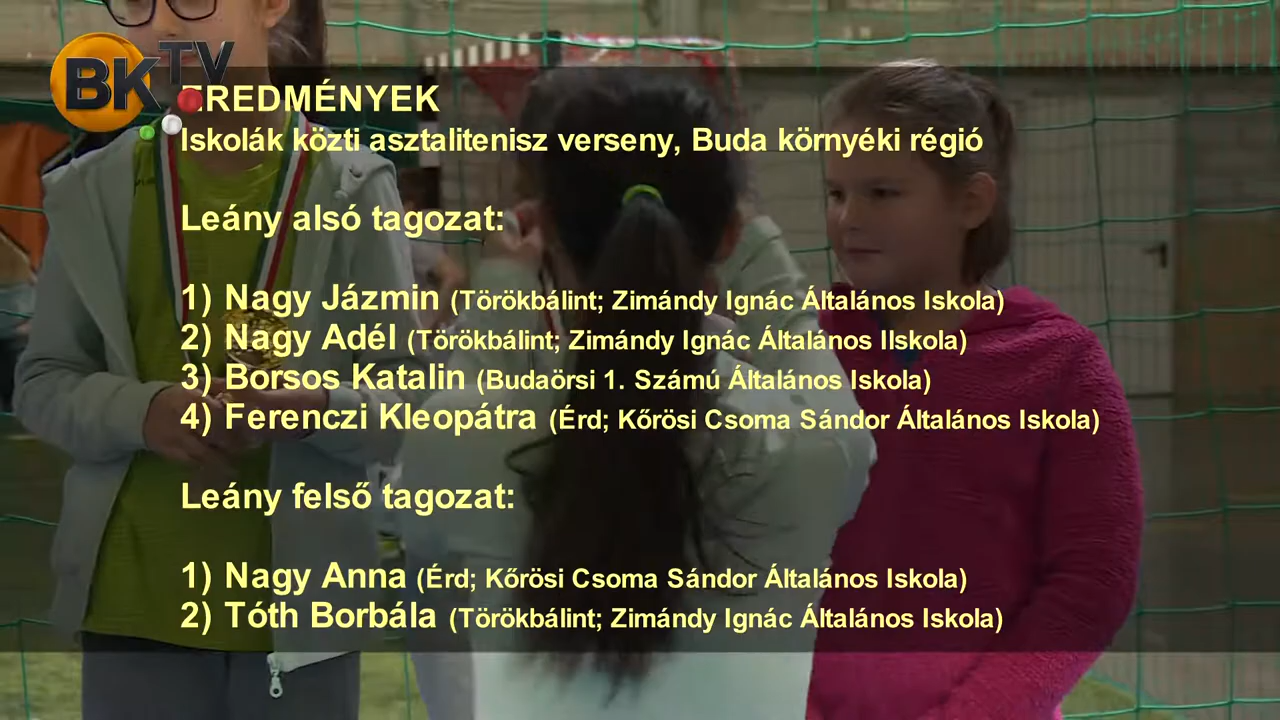 BKTV
EREDMÉNYEK
Iskolák közti asztalitenisz verseny, Buda környéki régió
Leány alsó tagozat:
1) Nagy Jázmin (Törökbálint; Zimándy Ignác Általános Iskola)
2) Nagy Adél (Törökbálint; Zimándy Ignác Általános IIskola)
3) Borsos Katalin (Budaörsi 1. Számú Általános Iskola)
4) Ferenczi Kleopátra (Érd; Kőrösi Csoma Sándor Általános Iskola)
Leány felső tagozat:
1) Nagy Anna (Érd; Kőrösi Csoma Sándor Általános Iskola)
2) Tóth Borbála (Törökbálint; Zimándy Ignác Általános Iskola)